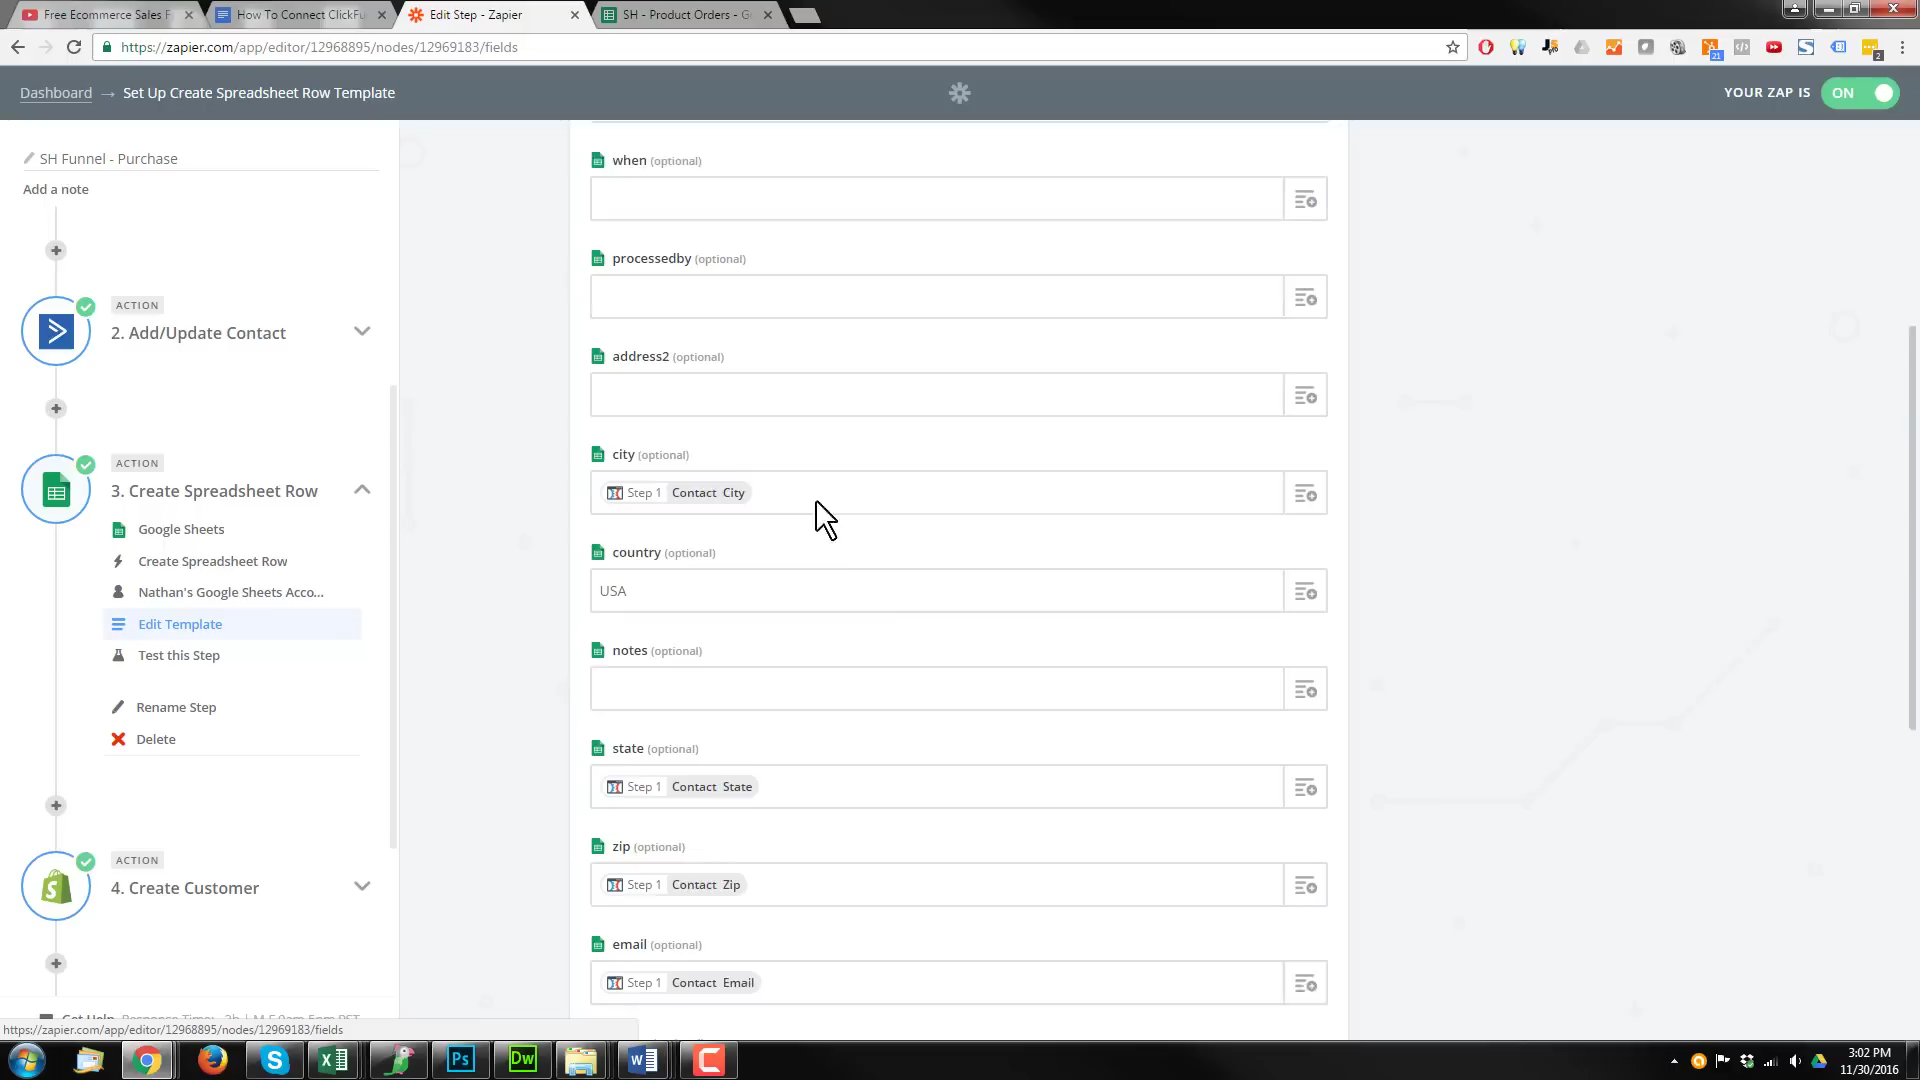 Free Ecommerce Sales F
How To Connect ClickFu
Edit Step - Zapier
SH - Product Orders - G
https://zapier.com/app/editor/12968895/nodes/12969183/fields
21
2
Dashboard → Set Up Create Spreadsheet Row Template
YOUR ZAP IS ON
SH Funnel - Purchase
Add a note
ACTION
2. Add/Update Contact
ACTION
3. Create Spreadsheet Row
Google Sheets
Create Spreadsheet Row
Nathan's Google Sheets Acco...
Edit Template
Test this Step
Rename Step
Delete
ACTION
4. Create Customer
when (optional)
processedby (optional)
address2 (optional)
city (optional)
Step 1 Contact City
country (optional)
USA
notes (optional)
state (optional)
Step 1 Contact State
zip (optional)
Step 1 Contact Zip
email (optional)
Step 1 Contact Email
Get Help
https://zapier.com/app/editor/12968895/nodes/12969183/fields
Ps
Dw
3:02 PM
11/30/2016